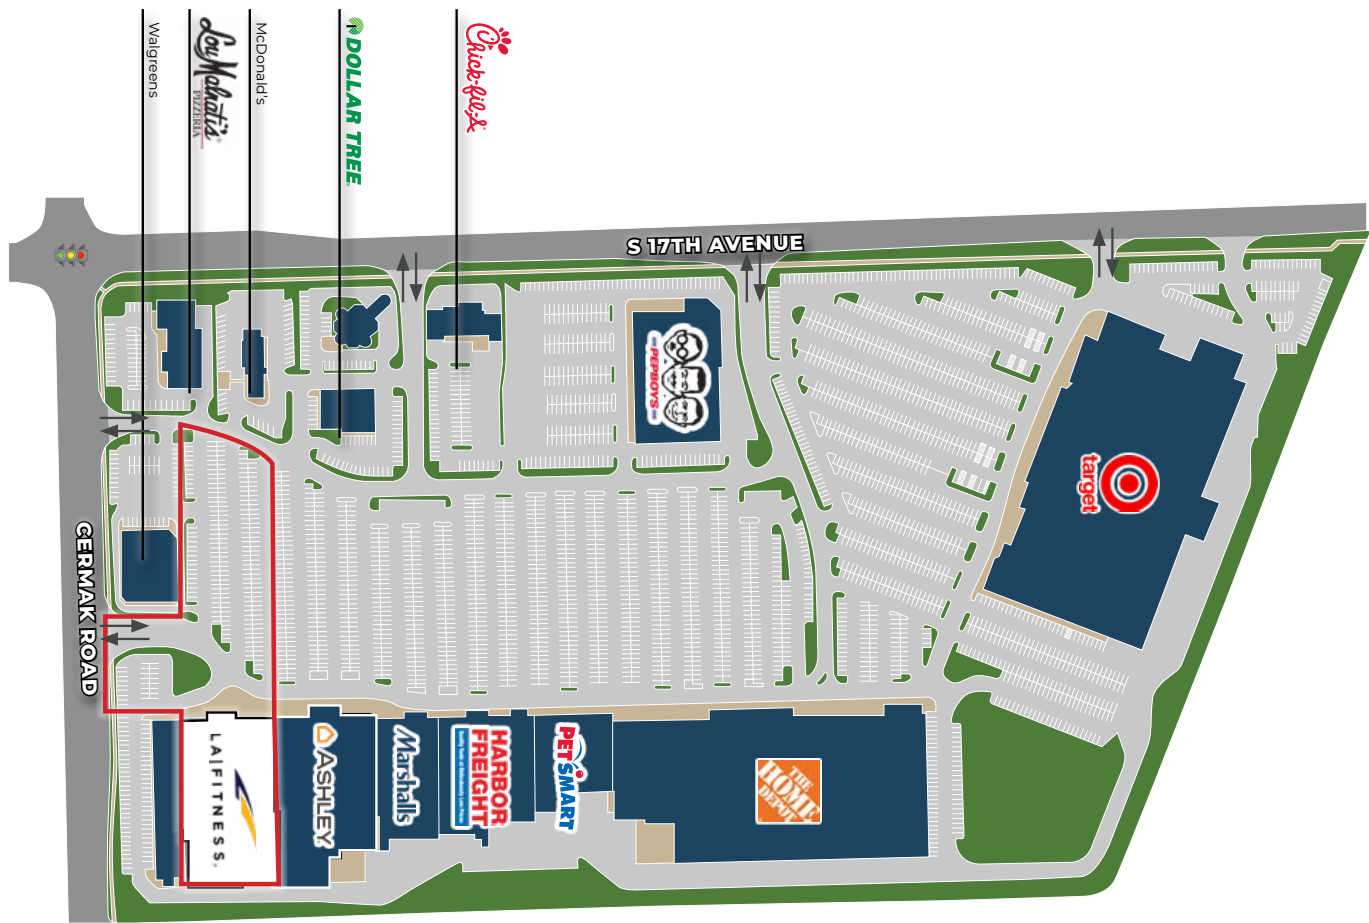 Walgreens
Lou Malnati's®
PIZZERIA
McDonald's
DOLLAR TREE
Chick-fil-A
S 17TH AVENUE
PEPBOYS
target
CERMAK ROAD
LA|FITNESS.
ASHLEY
Marshalls
HARBOR
FREIGHT
PETSMART
THE
HOME
DEPOT